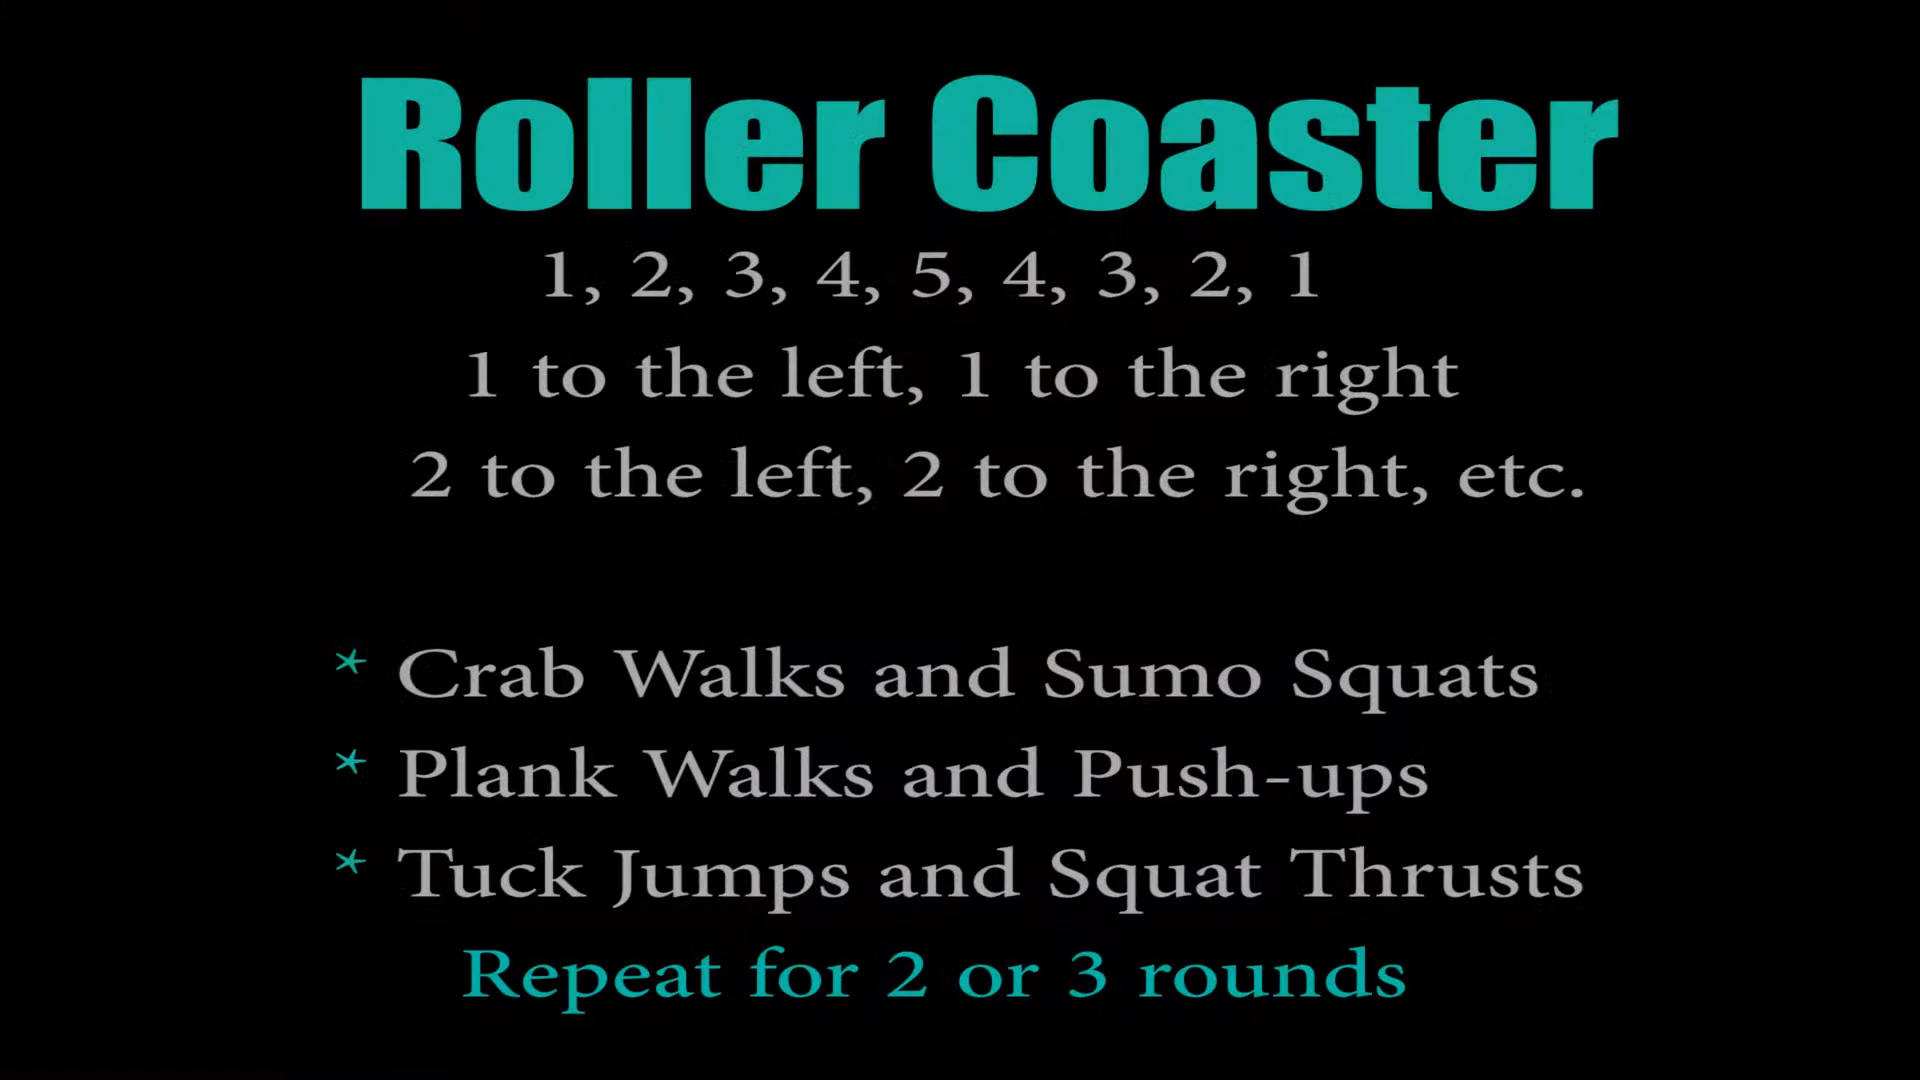 Roller Coaster
1, 2, 3, 4, 5, 4, 3, 2, 1
1 to the left, 1 to the right
2 to the left, 2 to the right, etc.
* Crab Walks and Sumo Squats
* Plank Walks and Push-ups
* Tuck Jumps and Squat Thrusts
Repeat for 2 or 3 rounds